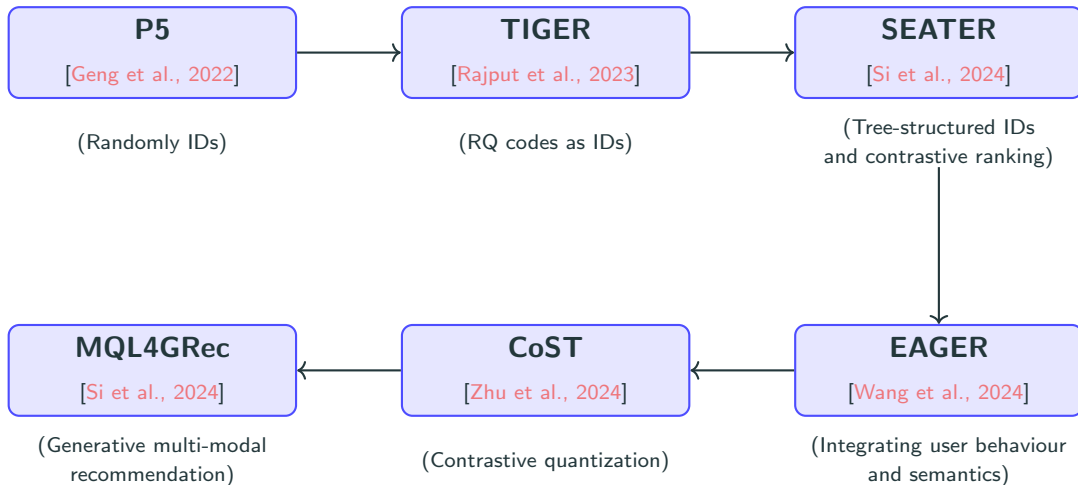 P5
[Geng et al., 2022]
(Randomly IDs)
TIGER
[Rajput et al., 2023]
(RQ codes as IDs)
SEATER
[Si et al., 2024]
(Tree-structured IDs
and contrastive ranking)
EAGER
[Wang et al., 2024]
(Integrating user behaviour
and semantics)
CoST
[Zhu et al., 2024]
(Contrastive quantization)
MQL4GRec
[Si et al., 2024]
(Generative multi-modal
recommendation)